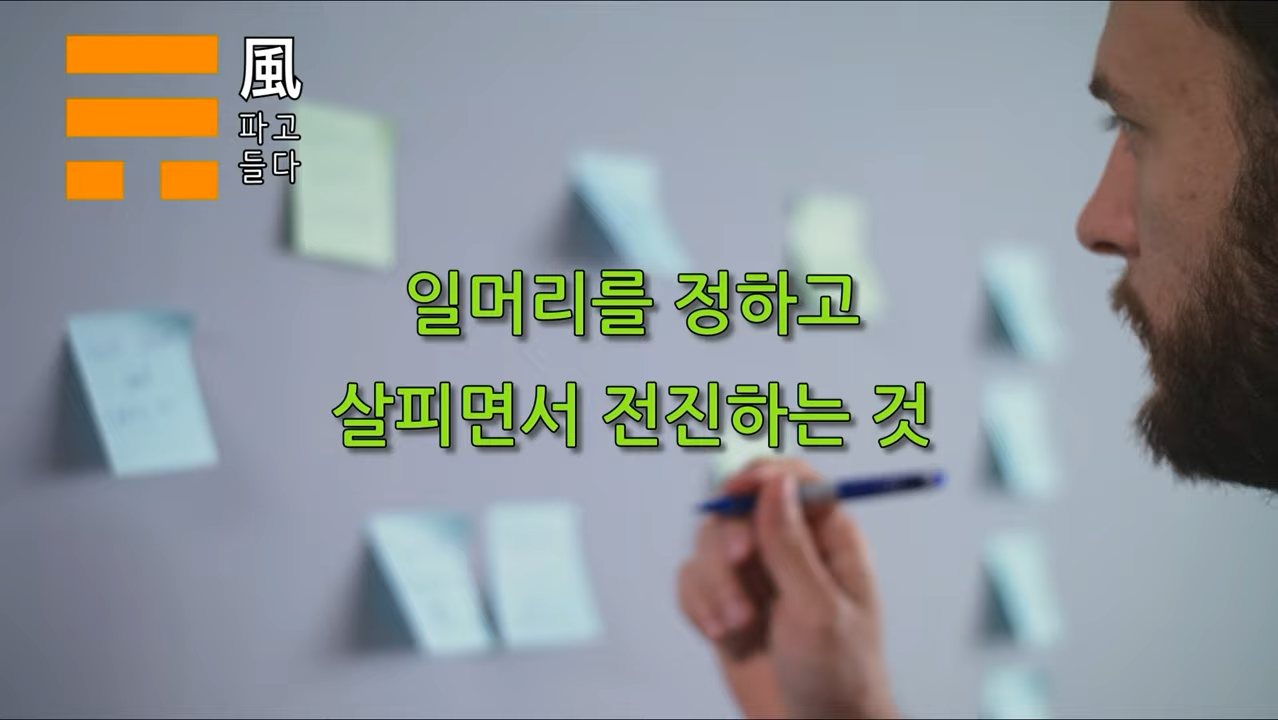 風
파고
들다
일머리를 정하고
살피면서 전진하는 것